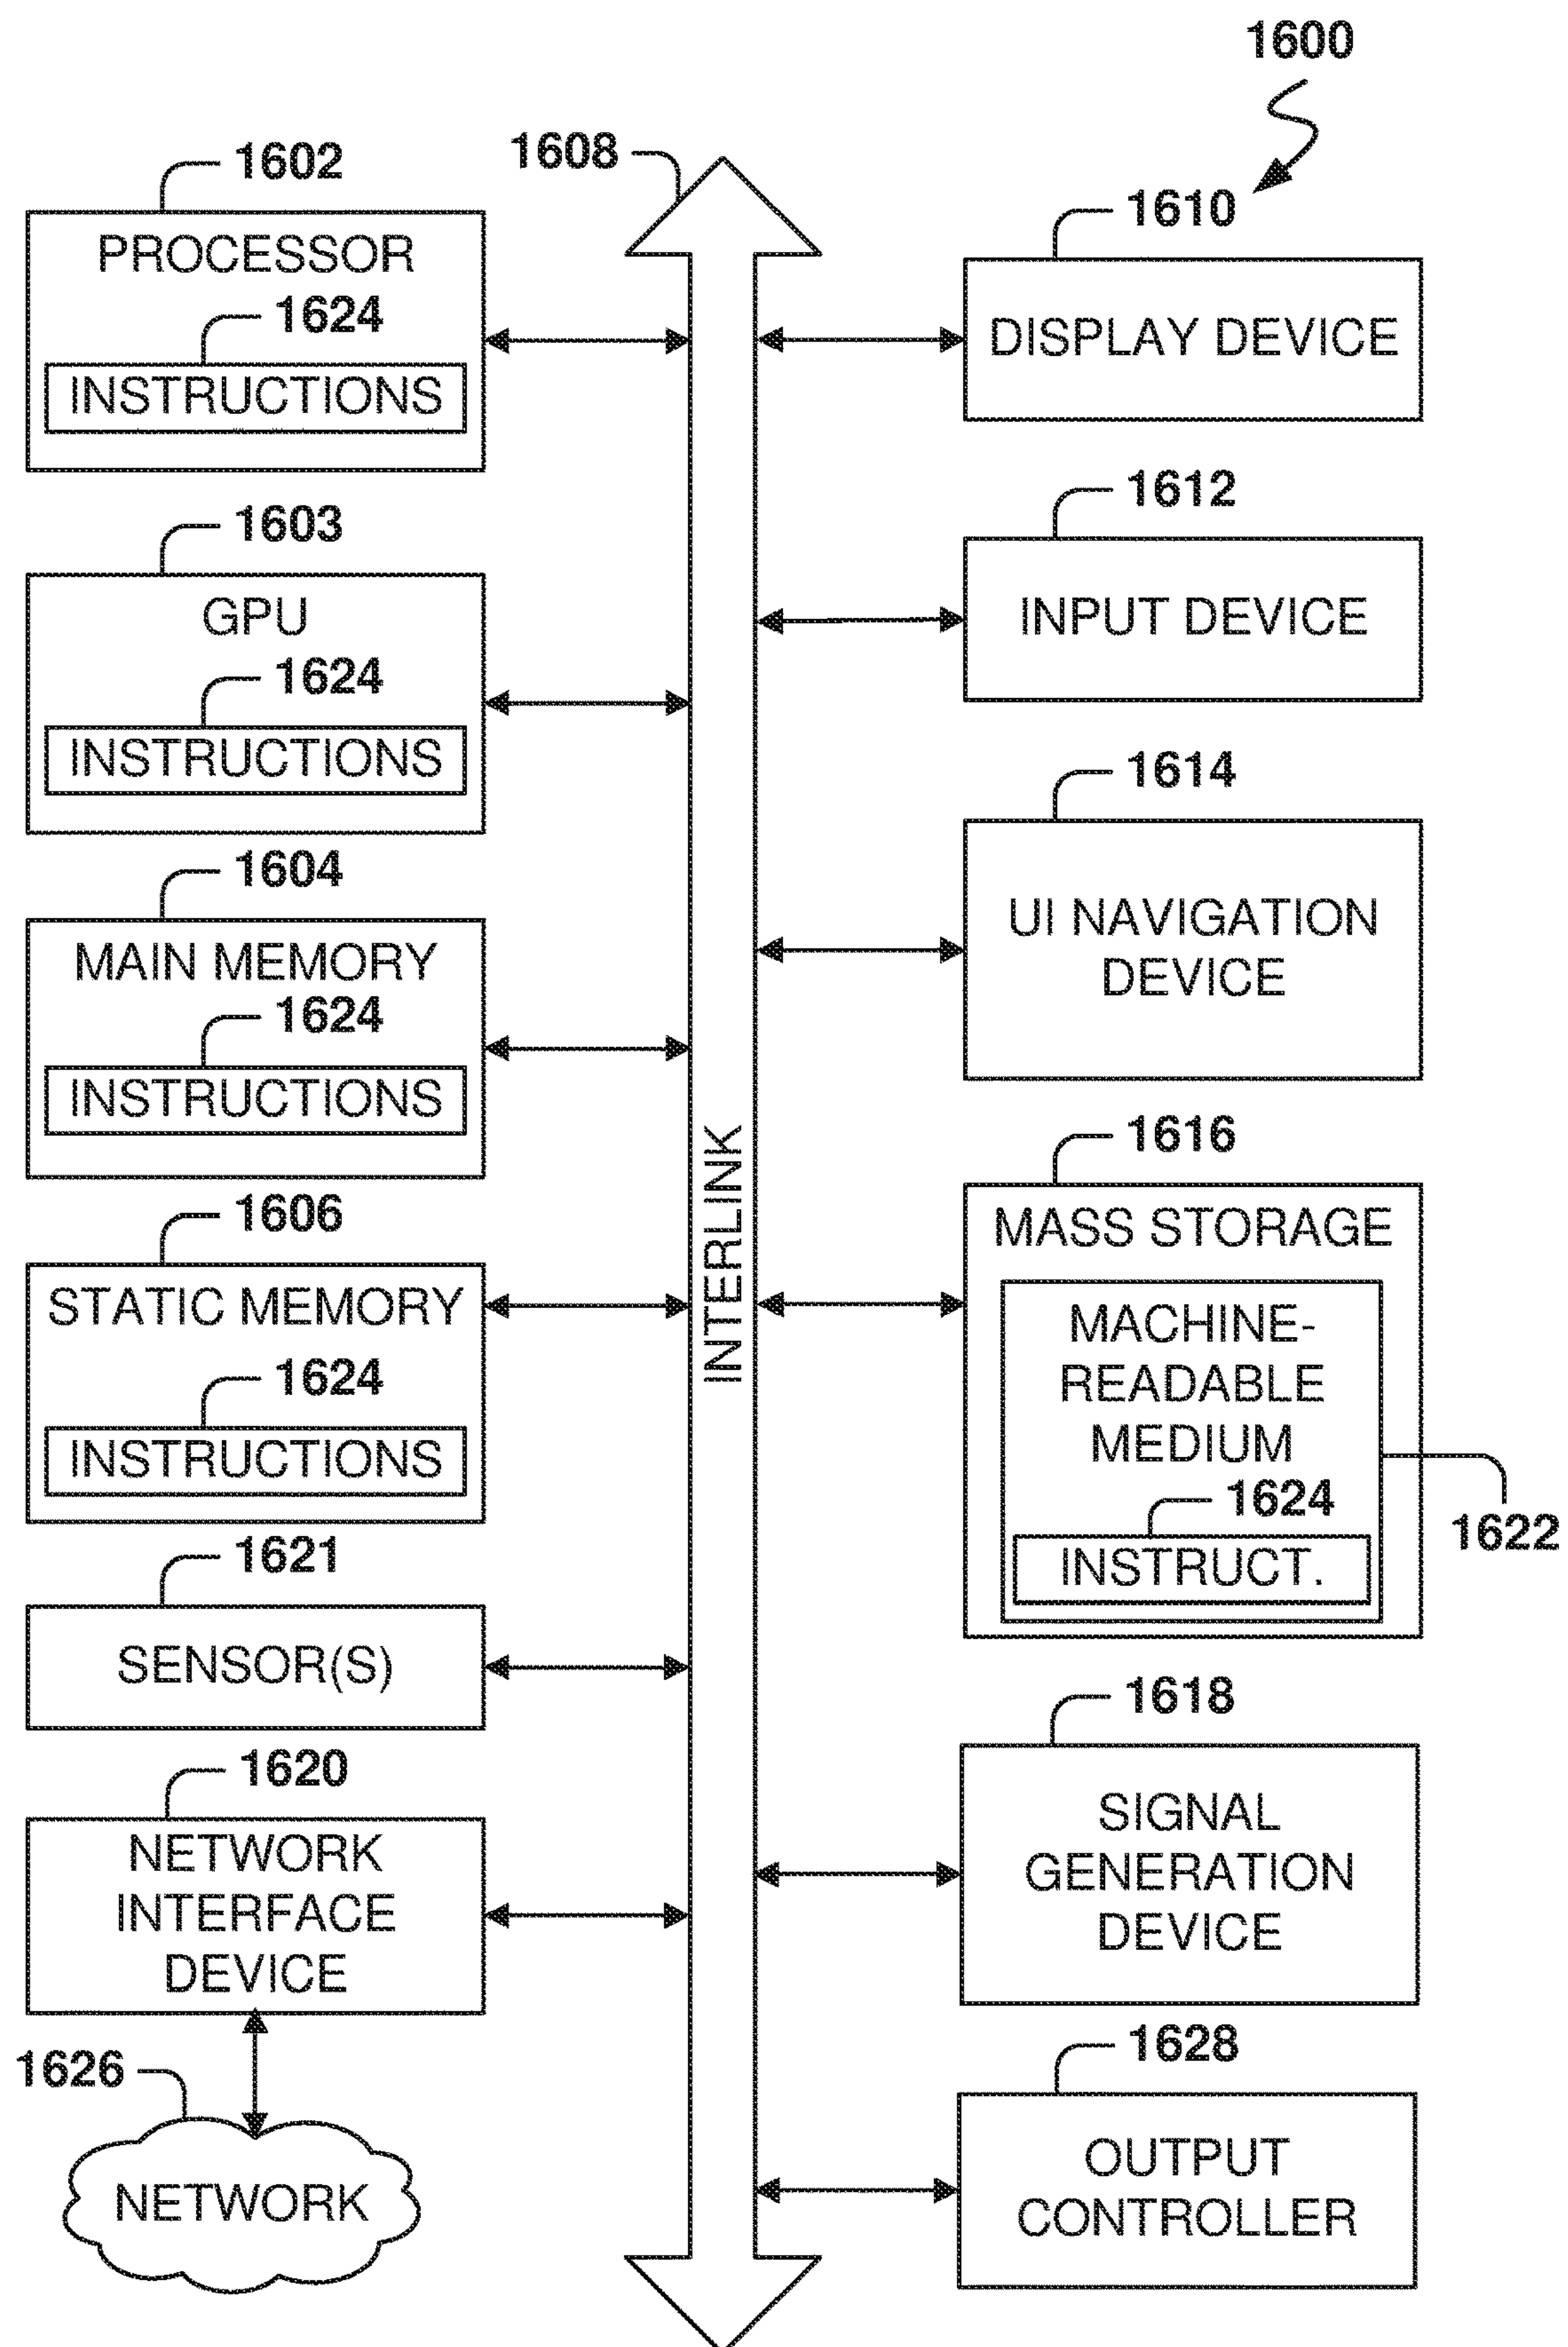 1600
1608
1602
PROCESSOR
1624
INSTRUCTIONS
1603
GPU
1624
INSTRUCTIONS
1604
MAIN MEMORY
1624
INSTRUCTIONS
1606
STATIC MEMORY
1624
INSTRUCTIONS
1621
SENSOR(S)
1620
NETWORK
INTERFACE
DEVICE
1626
NETWORK
INTERLINK
1610
DISPLAY DEVICE
1612
INPUT DEVICE
1614
UI NAVIGATION
DEVICE
1616
MASS STORAGE
MACHINE-
READABLE
MEDIUM
1624
INSTRUCT.
1622
1618
SIGNAL
GENERATION
DEVICE
1628
OUTPUT
CONTROLLER